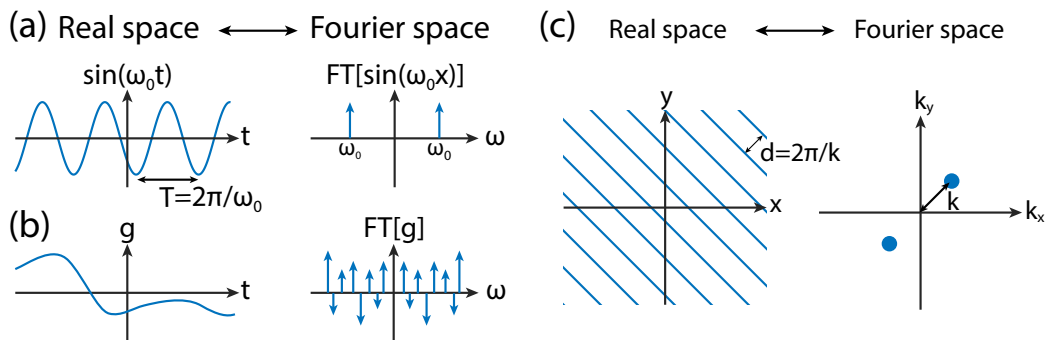 (a) Real space Fourier space
sin(ω₀t) FT[sin(ω₀x)]
t
ω₀ ω₀ ω
T=2π/ω₀
(b) g FT[g]
t ω
(c) Real space Fourier space
y
d=2π/k
x
k_y
k
k_x